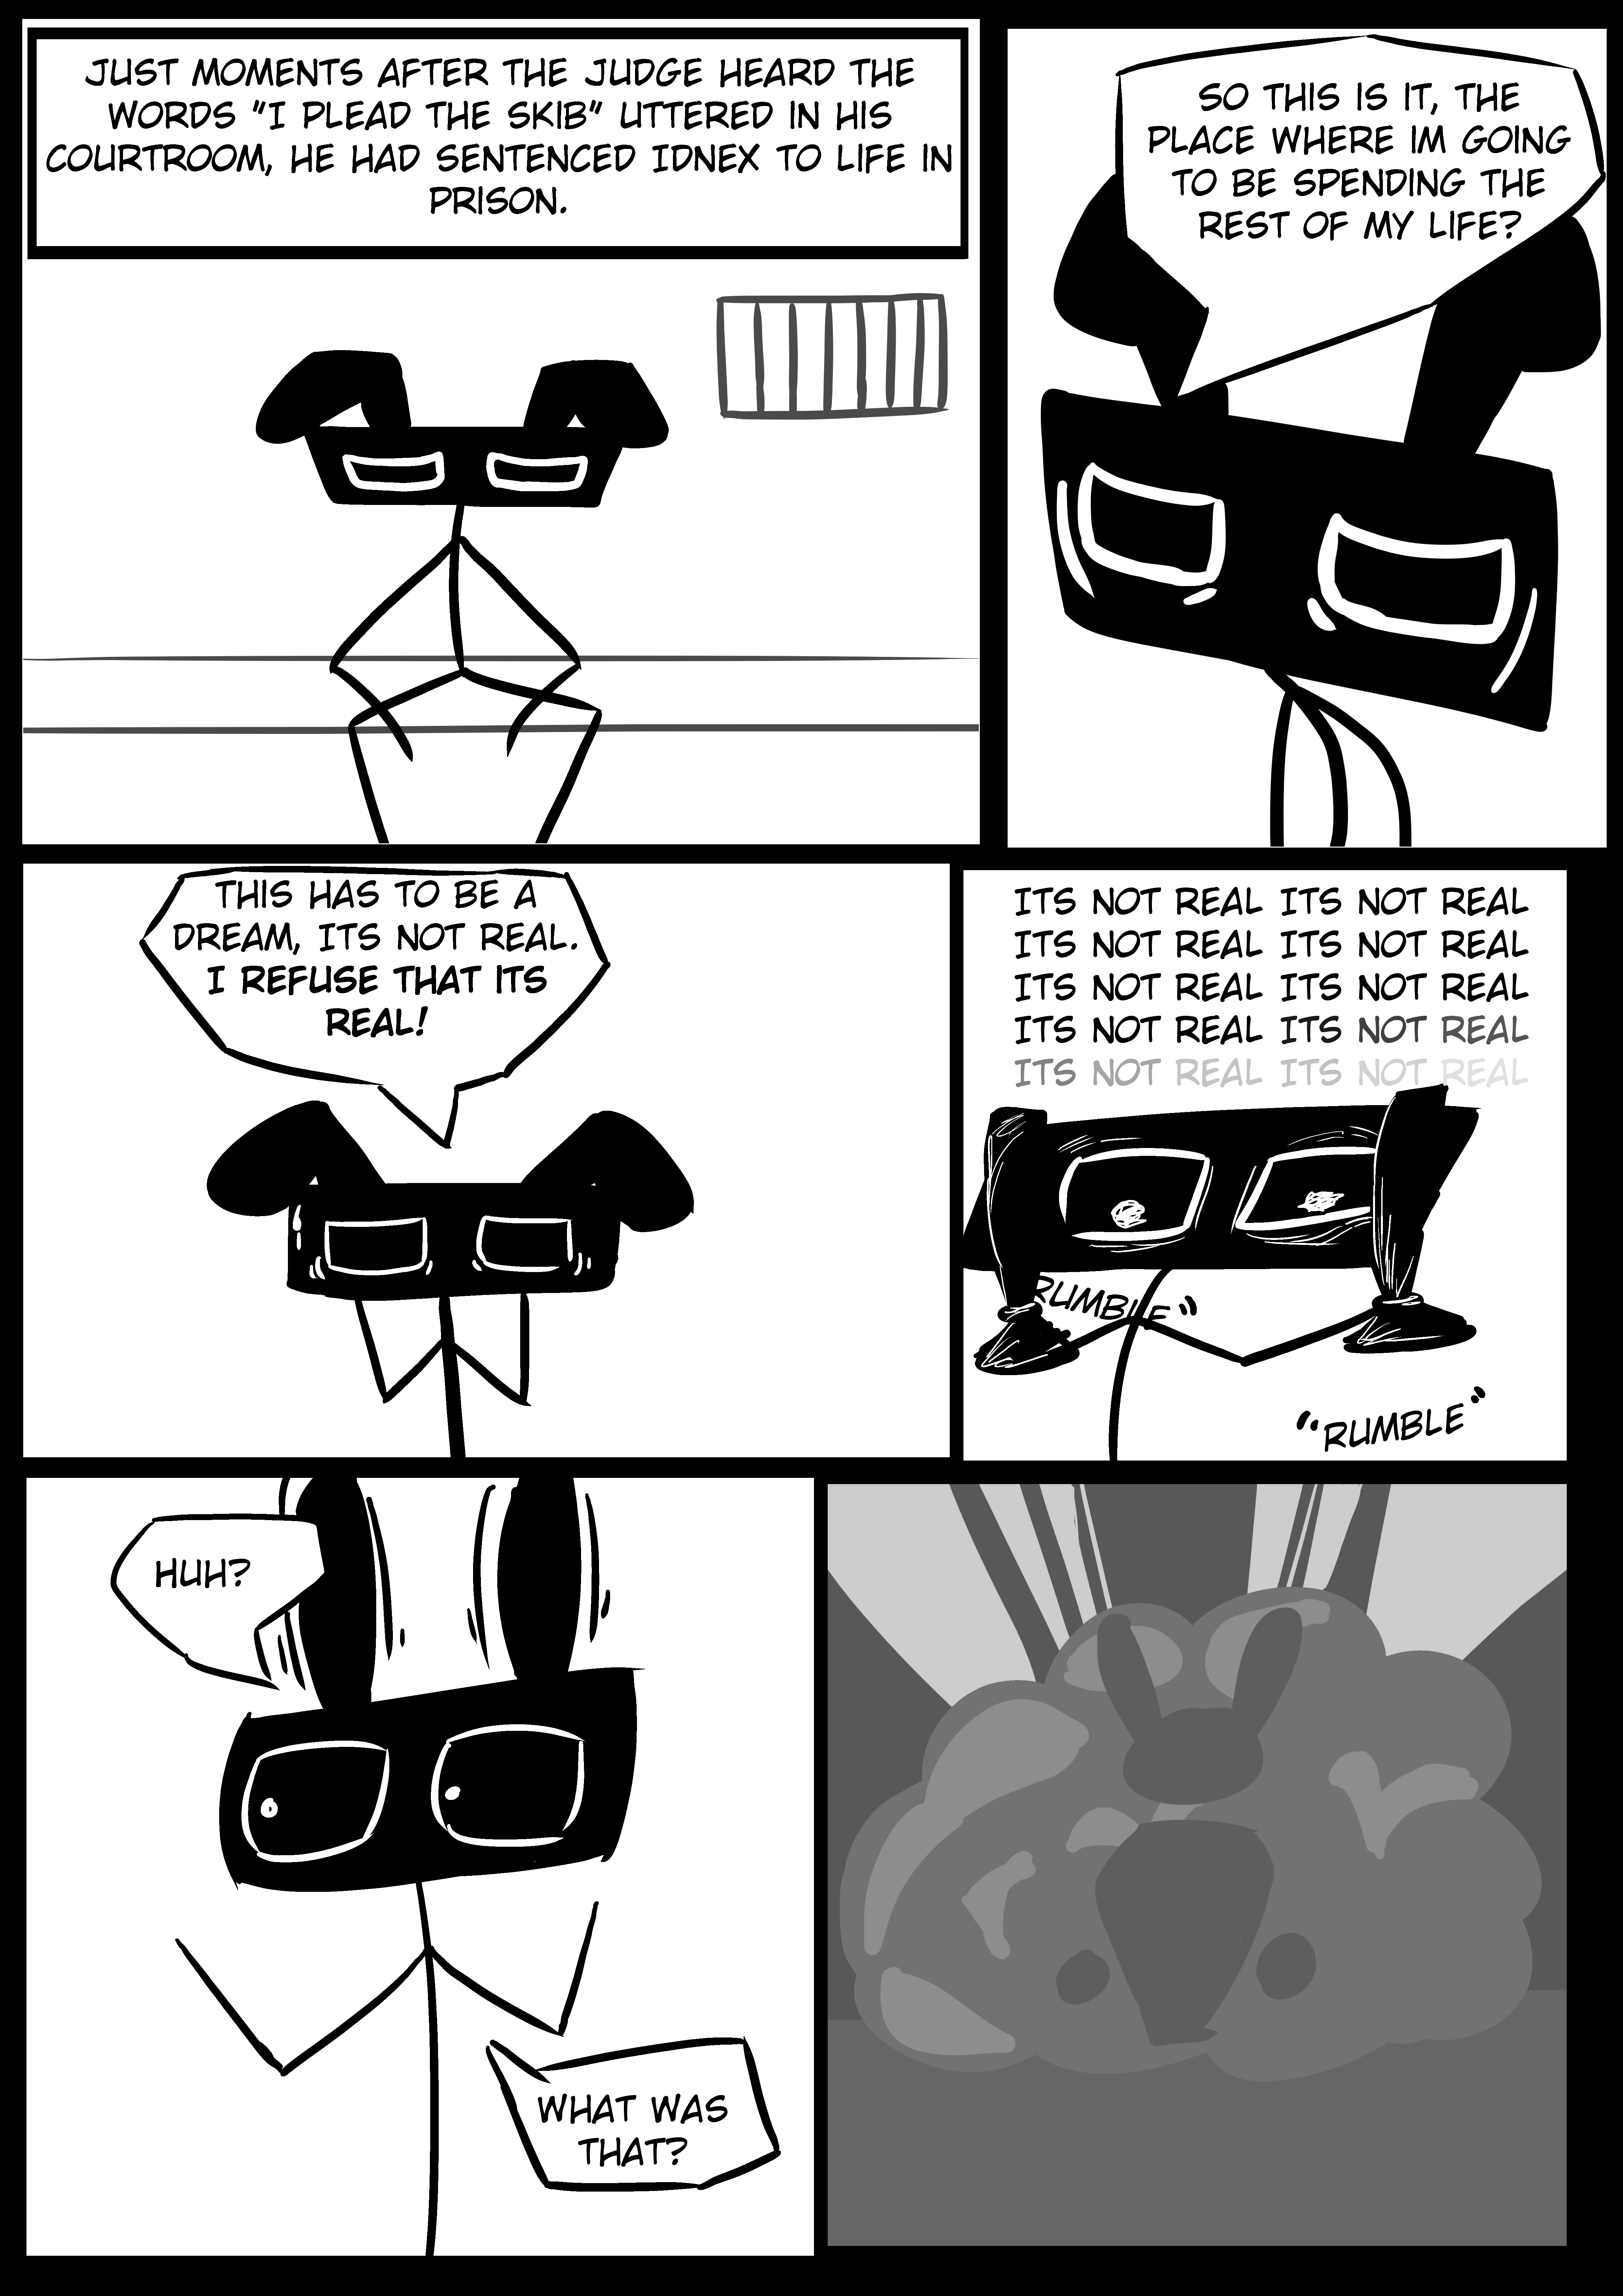 JUST MOMENTS AFTER THE JUDGE HEARD THE
WORDS "I PLEAD THE SKIB" UTTERED IN HIS
COURTROOM, HE HAD SENTENCED IDNEX TO LIFE IN
PRISON.
SO THIS IS IT, THE
PLACE WHERE IM GOING
TO BE SPENDING THE
REST OF MY LIFE?
THIS HAS TO BE A
DREAM, ITS NOT REAL.
I REFUSE THAT ITS
REAL!
ITS NOT REAL ITS NOT REAL
ITS NOT REAL ITS NOT REAL
ITS NOT REAL ITS NOT REAL
ITS NOT REAL ITS NOT REAL
ITS NOT REAL ITS NOT REAL
RUMBLE"
"RUMBLE"
HUH?
WHAT WAS
THAT?